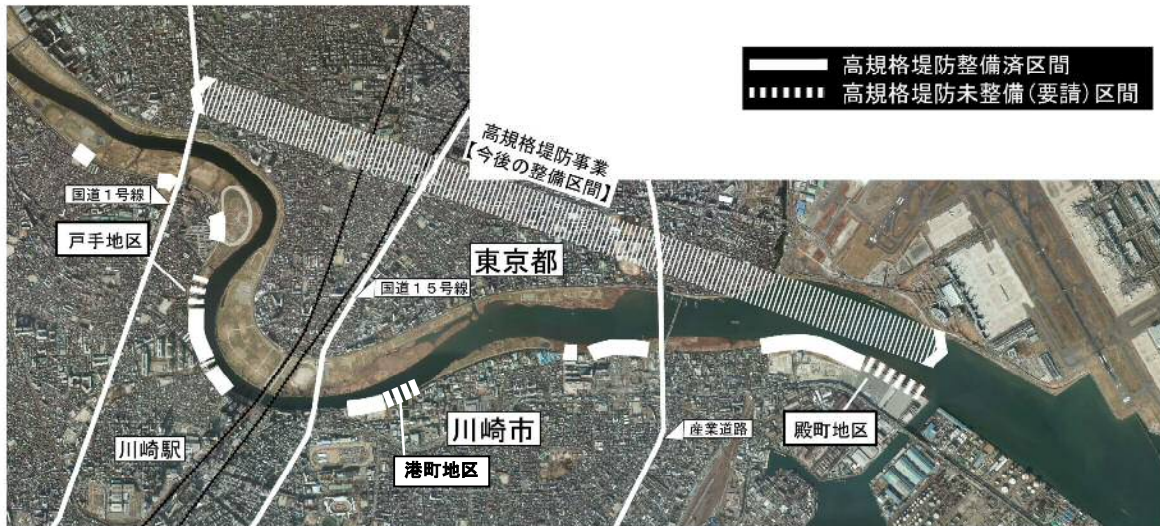 高規格堤防整備済区間
高規格堤防未整備(要請)区間
高規格堤防事業
【今後の整備区間】
国道1号線
戸手地区
東京都
国道15号線
川崎駅
川崎市
港町地区
産業道路
殿町地区